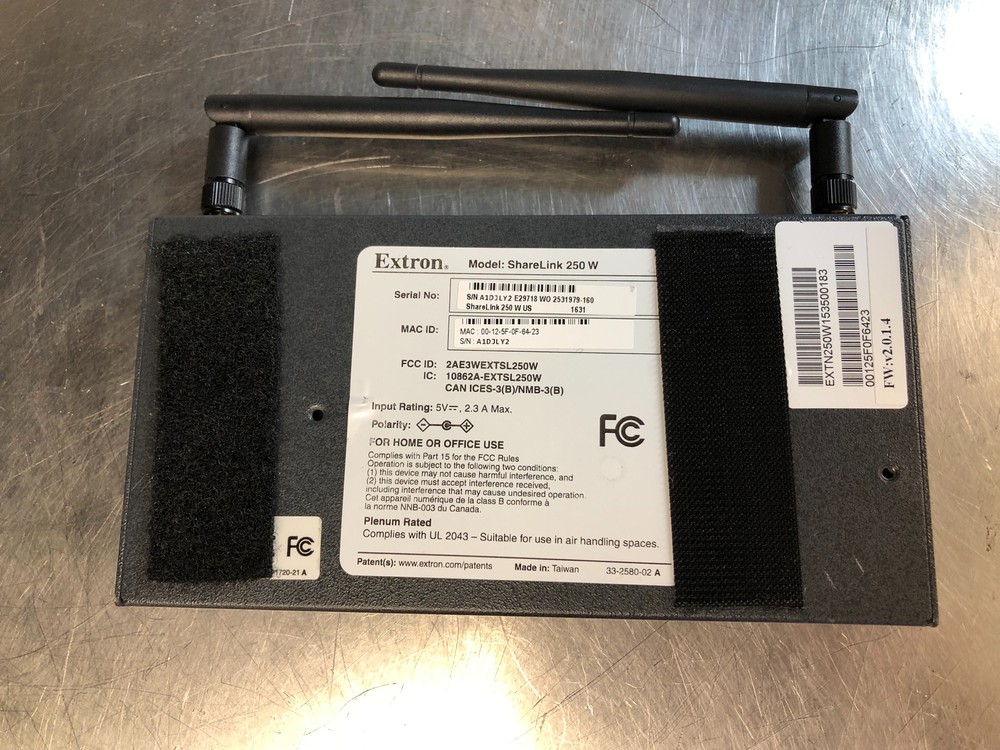 Extron®
Model: ShareLink 250 W
Serial No:
S/N A1D3LY2 E29718 WO 2531979-160
ShareLink 250 W US 1631
MAC ID:
MAC : 00-12-5F-0F-64-23
S/N : A1D3LY2
FCC ID: 2AE3WEXTSL250W
IC: 10862A-EXTSL250W
CAN ICES-3(B)/NMB-3(B)
Input Rating: 5V⎓, 2.3 A Max.
Polarity:
FOR HOME OR OFFICE USE
Complies with Part 15 for the FCC Rules
Operation is subject to the following two conditions:
(1) this device may not cause harmful interference, and
(2) this device must accept interference received,
including interference that may cause undesired operation.
Cet appareil numérique de la class B conforme à
la norme NNB-003 du Canada.
FC
Plenum Rated
Complies with UL 2043 – Suitable for use in air handling spaces.
Patent(s): www.extron.com/patents
Made in: Taiwan
33-2580-02 A
FC
1720-21 A
EXTN250W153500183
00125F0F6423
FW:v2.0.1.4